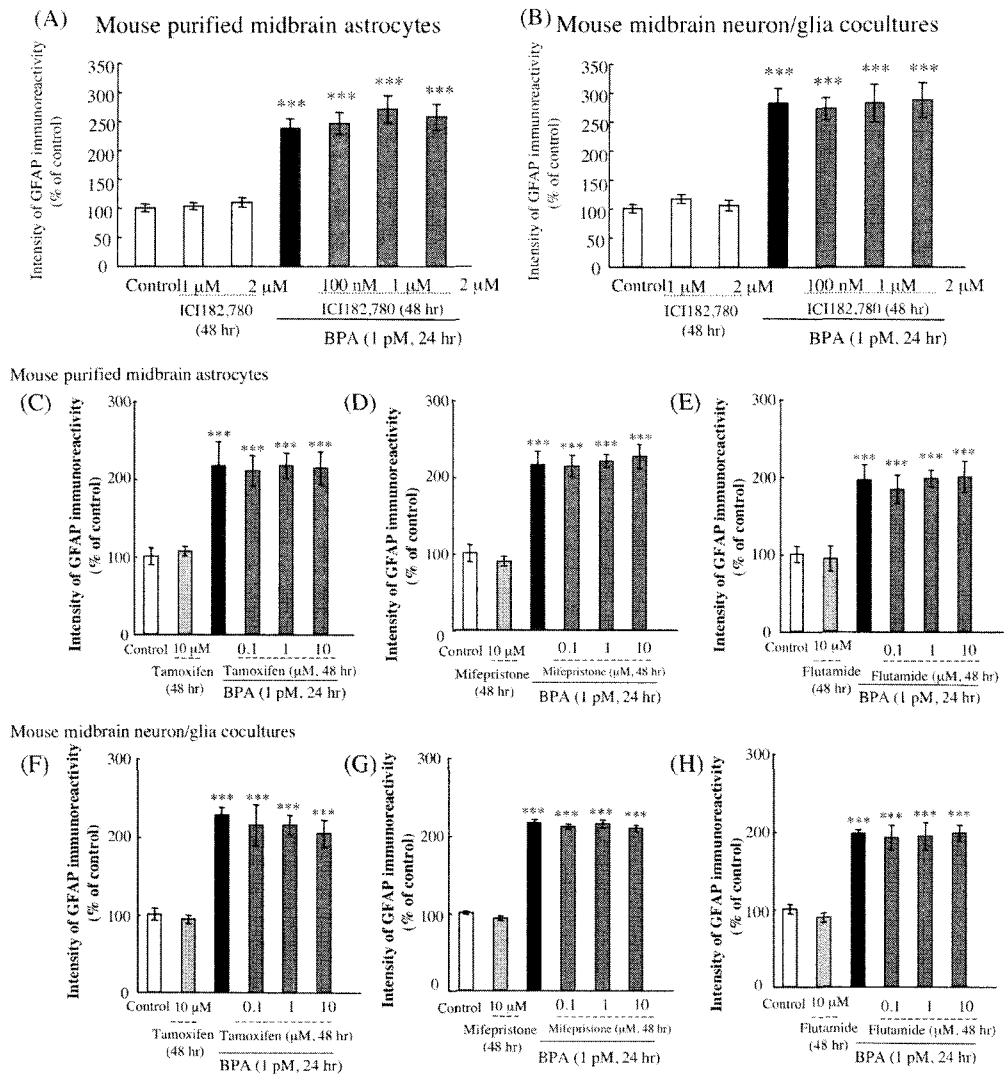 (A) Mouse purified midbrain astrocytes
Intensity of GFAP immunoreactivity
(% of control)
350
300
250
200
150
100
50
0
*** *** *** ***
Control 1 μM 2 μM 100 nM 1 μM 2 μM
ICI182,780
(48 hr)
ICI182,780 (48 hr)
BPA (1 pM, 24 hr)
(B) Mouse midbrain neuron/glia cocultures
Intensity of GFAP immunoreactivity
(% of control)
350
300
250
200
150
100
50
0
*** *** *** ***
Control 1 μM 2 μM 100 nM 1 μM 2 μM
ICI182,780
(48 hr)
ICI182,780 (48 hr)
BPA (1 pM, 24 hr)
Mouse purified midbrain astrocytes
(C)
Intensity of GFAP immunoreactivity
(% of control)
300
200
100
0
*** *** *** ***
Control 10 μM 0.1 1 10
Tamoxifen
(48 hr)
Tamoxifen (μM, 48 hr)
BPA (1 pM, 24 hr)
(D)
Intensity of GFAP immunoreactivity
(% of control)
300
200
100
0
*** *** *** ***
Control 10 μM 0.1 1 10
Mifepristone
(48 hr)
Mifepristone (μM, 48 hr)
BPA (1 pM, 24 hr)
(E)
Intensity of GFAP immunoreactivity
(% of control)
300
200
100
0
*** *** *** ***
Control 10 μM 0.1 1 10
Flutamide
(48 hr)
Flutamide (μM, 48 hr)
BPA (1 pM, 24 hr)
Mouse midbrain neuron/glia cocultures
(F)
Intensity of GFAP immunoreactivity
(% of control)
300
200
100
0
*** *** *** ***
Control 10 μM 0.1 1 10
Tamoxifen
(48 hr)
Tamoxifen (μM, 48 hr)
BPA (1 pM, 24 hr)
(G)
Intensity of GFAP immunoreactivity
(% of control)
300
200
100
0
*** *** *** ***
Control 10 μM 0.1 1 10
Mifepristone
(48 hr)
Mifepristone (μM, 48 hr)
BPA (1 pM, 24 hr)
(H)
Intensity of GFAP immunoreactivity
(% of control)
300
200
100
0
*** *** *** ***
Control 10 μM 0.1 1 10
Flutamide
(48 hr)
Flutamide (μM, 48 hr)
BPA (1 pM, 24 hr)